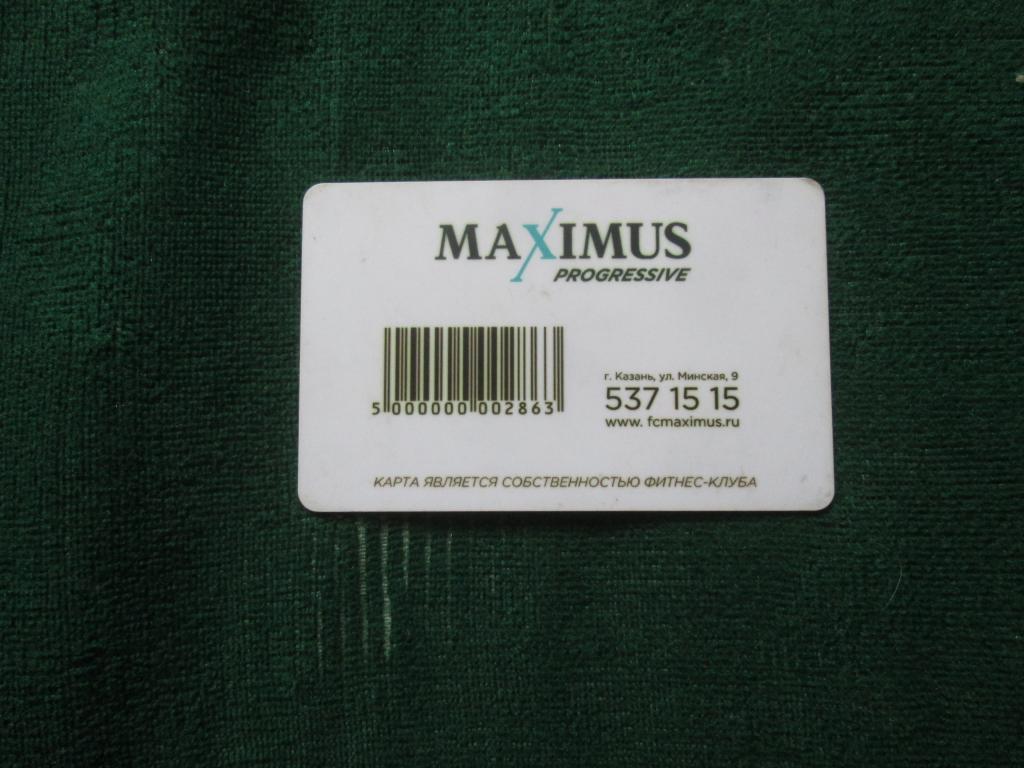 MAXIMUS
PROGRESSIVE
5 000000 002863
г. Казань, ул. Минская, 9
537 15 15
www. fcmaximus.ru
КАРТА ЯВЛЯЕТСЯ СОБСТВЕННОСТЬЮ ФИТНЕС-КЛУБА